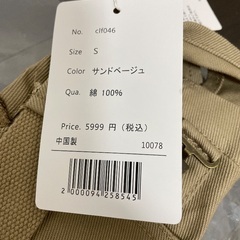 No. clf046
Size S
Color サンドベージュ
Qua. 綿 100%
Price. 5999 円（税込）
中国製 10078
2 000094 258545